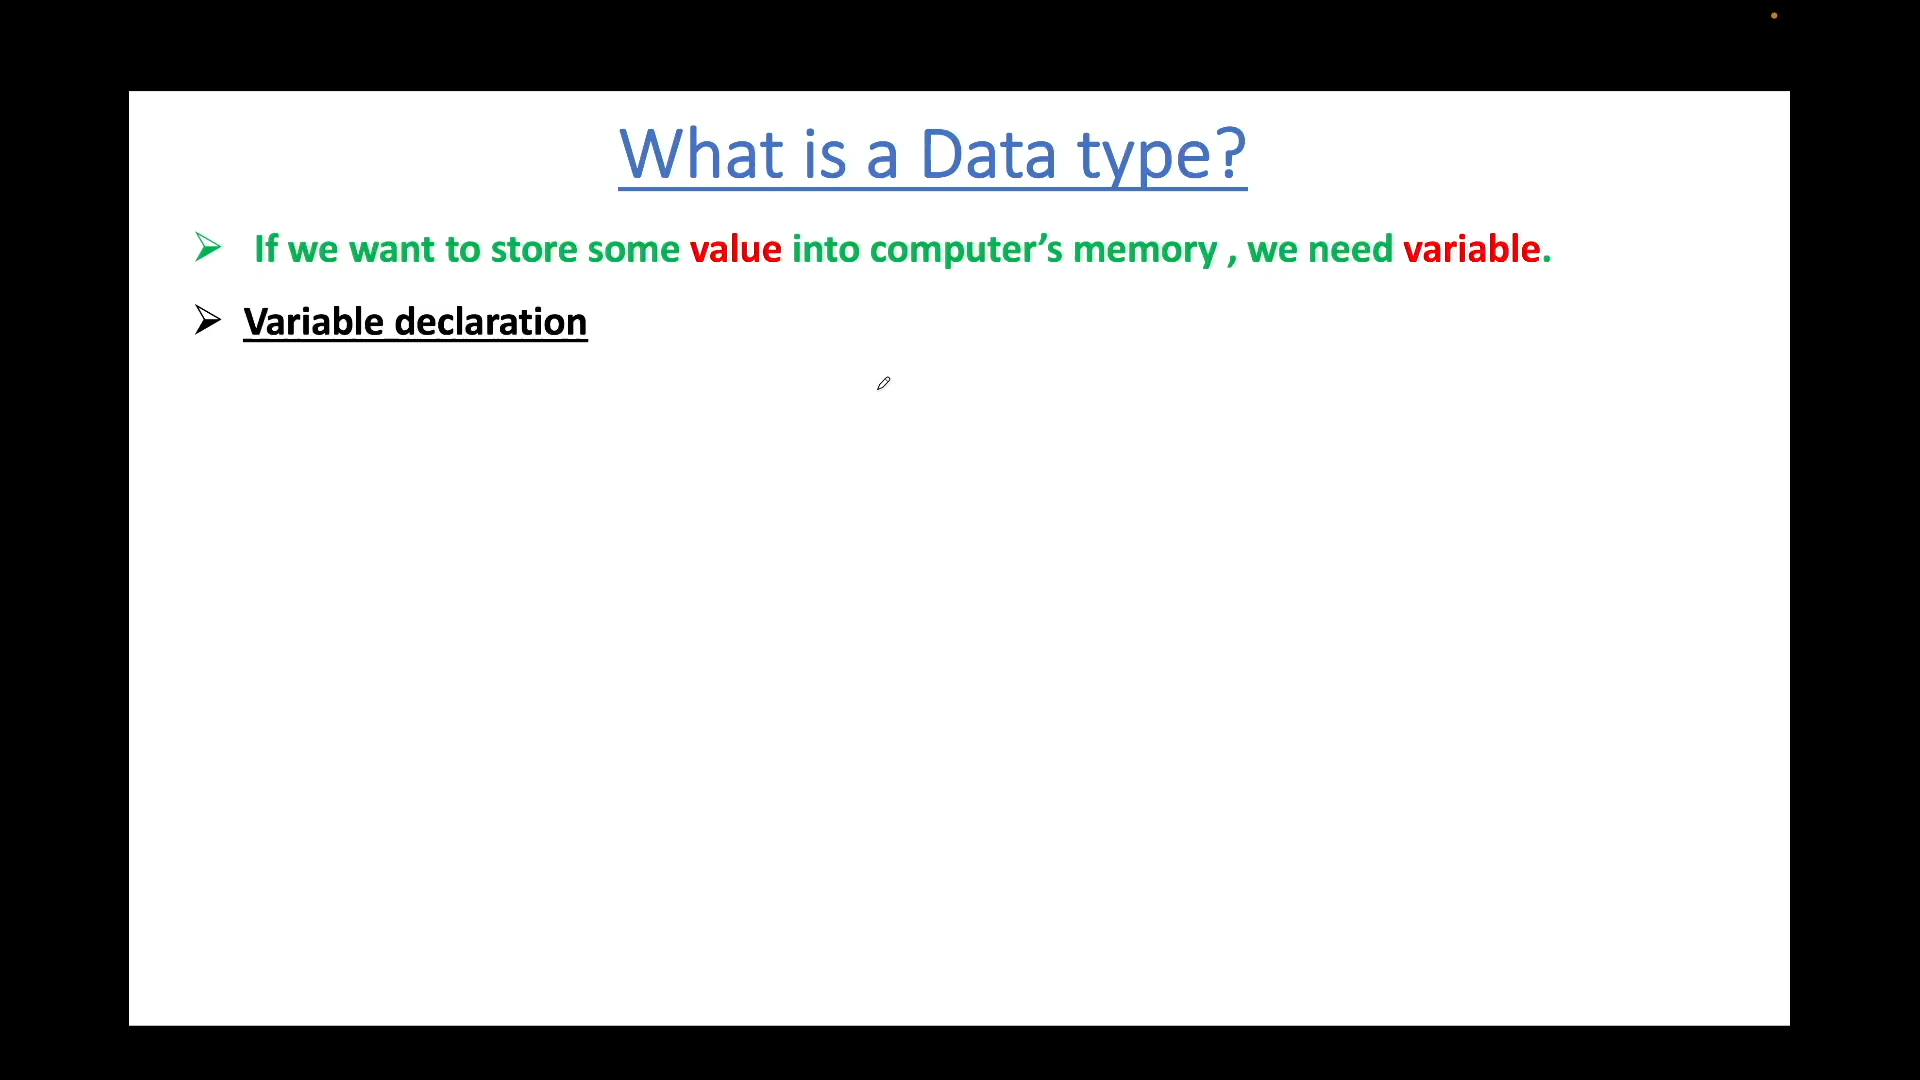 What is a Data type?
If we want to store some value into computer’s memory , we need variable.
Variable declaration